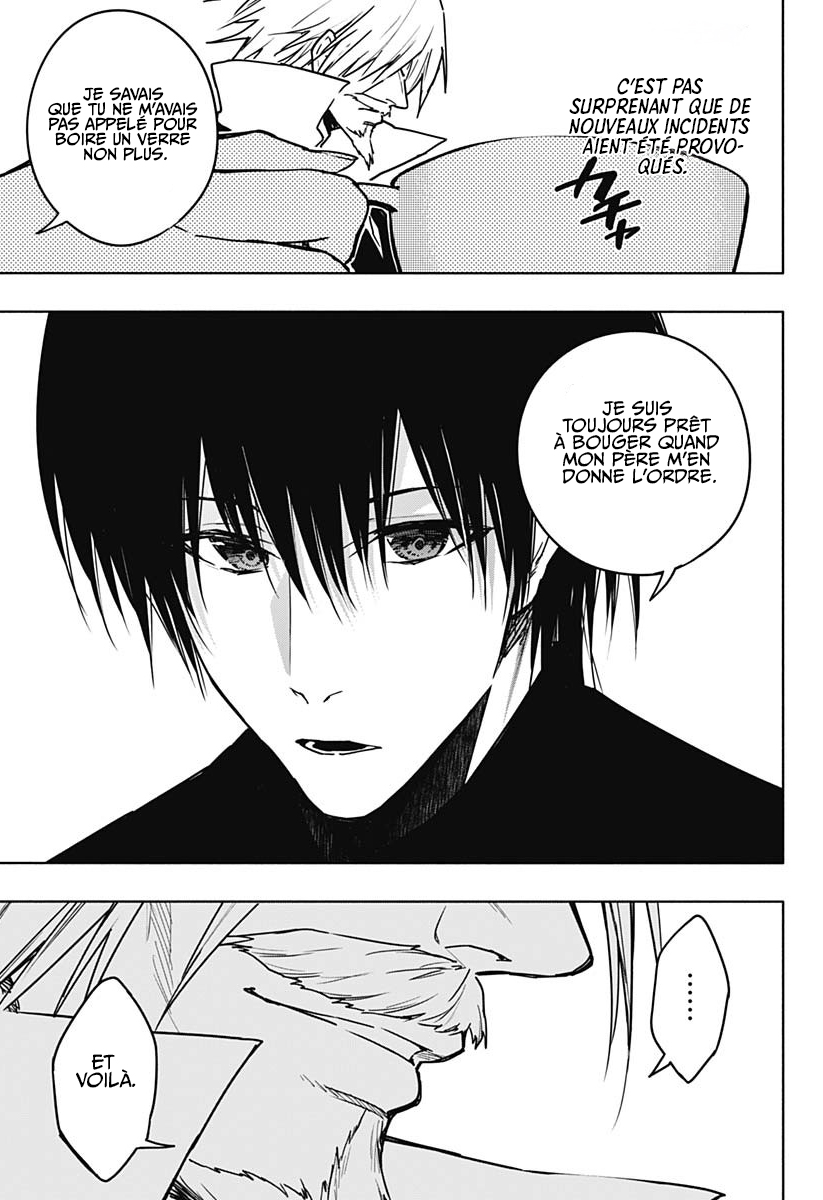 C'EST PAS
SURPRENANT QUE DE
NOUVEAUX INCIDENTS
AIENT ÉTÉ PROVO-
QUÉS.
カチャ
JE SAVAIS
QUE TU NE M'AVAIS
PAS APPELÉ POUR
BOIRE UN VERRE
NON PLUS.
JE SUIS
TOUJOURS PRÊT
À BOUGER QUAND
MON PÈRE M'EN
DONNE L'ORDRE.
........
ET
VOILÀ.